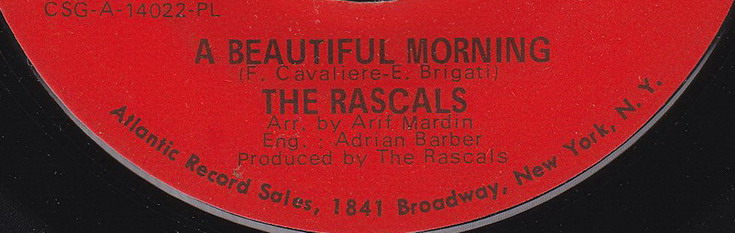 CSG-A-14022-PL
A BEAUTIFUL MORNING
(F. Cavaliere-E. Brigati)
THE RASCALS
Arr. by Arif Mardin
Eng. : Adrian Barber
Produced by The Rascals
Atlantic Record Sales, 1841 Broadway, New York, N. Y.